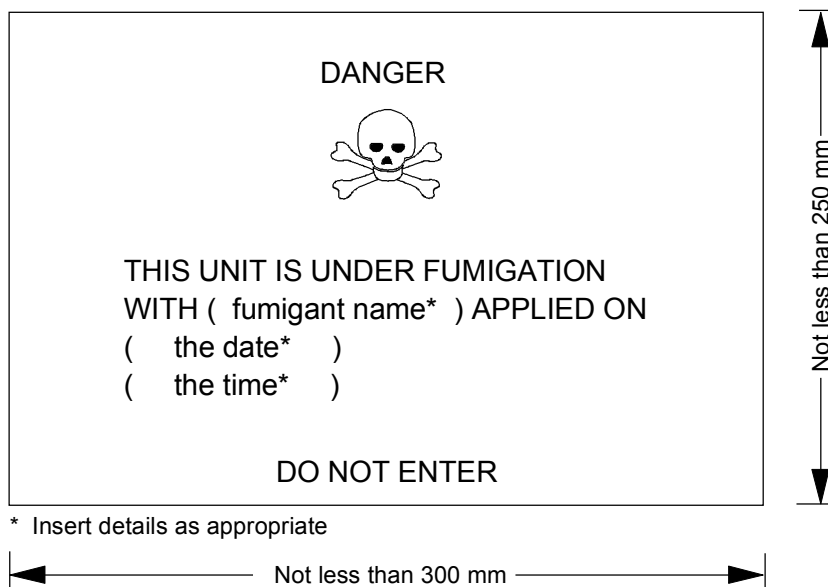 DANGER
THIS UNIT IS UNDER FUMIGATION
WITH ( fumigant name* ) APPLIED ON
( the date* )
( the time* )
DO NOT ENTER
* Insert details as appropriate
Not less than 300 mm
Not less than 250 mm